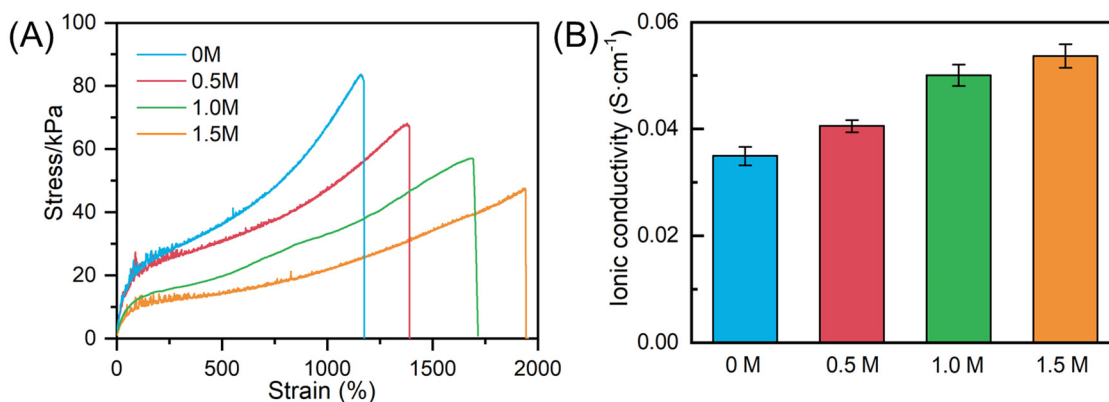 (A)
100
80
60
40
20
0
Stress/kPa
0M
0.5M
1.0M
1.5M
0 500 1000 1500 2000
Strain (%)
(B)
0.06
0.04
0.02
0.00
Ionic conductivity (S·cm⁻¹)
0 M 0.5 M 1.0 M 1.5 M